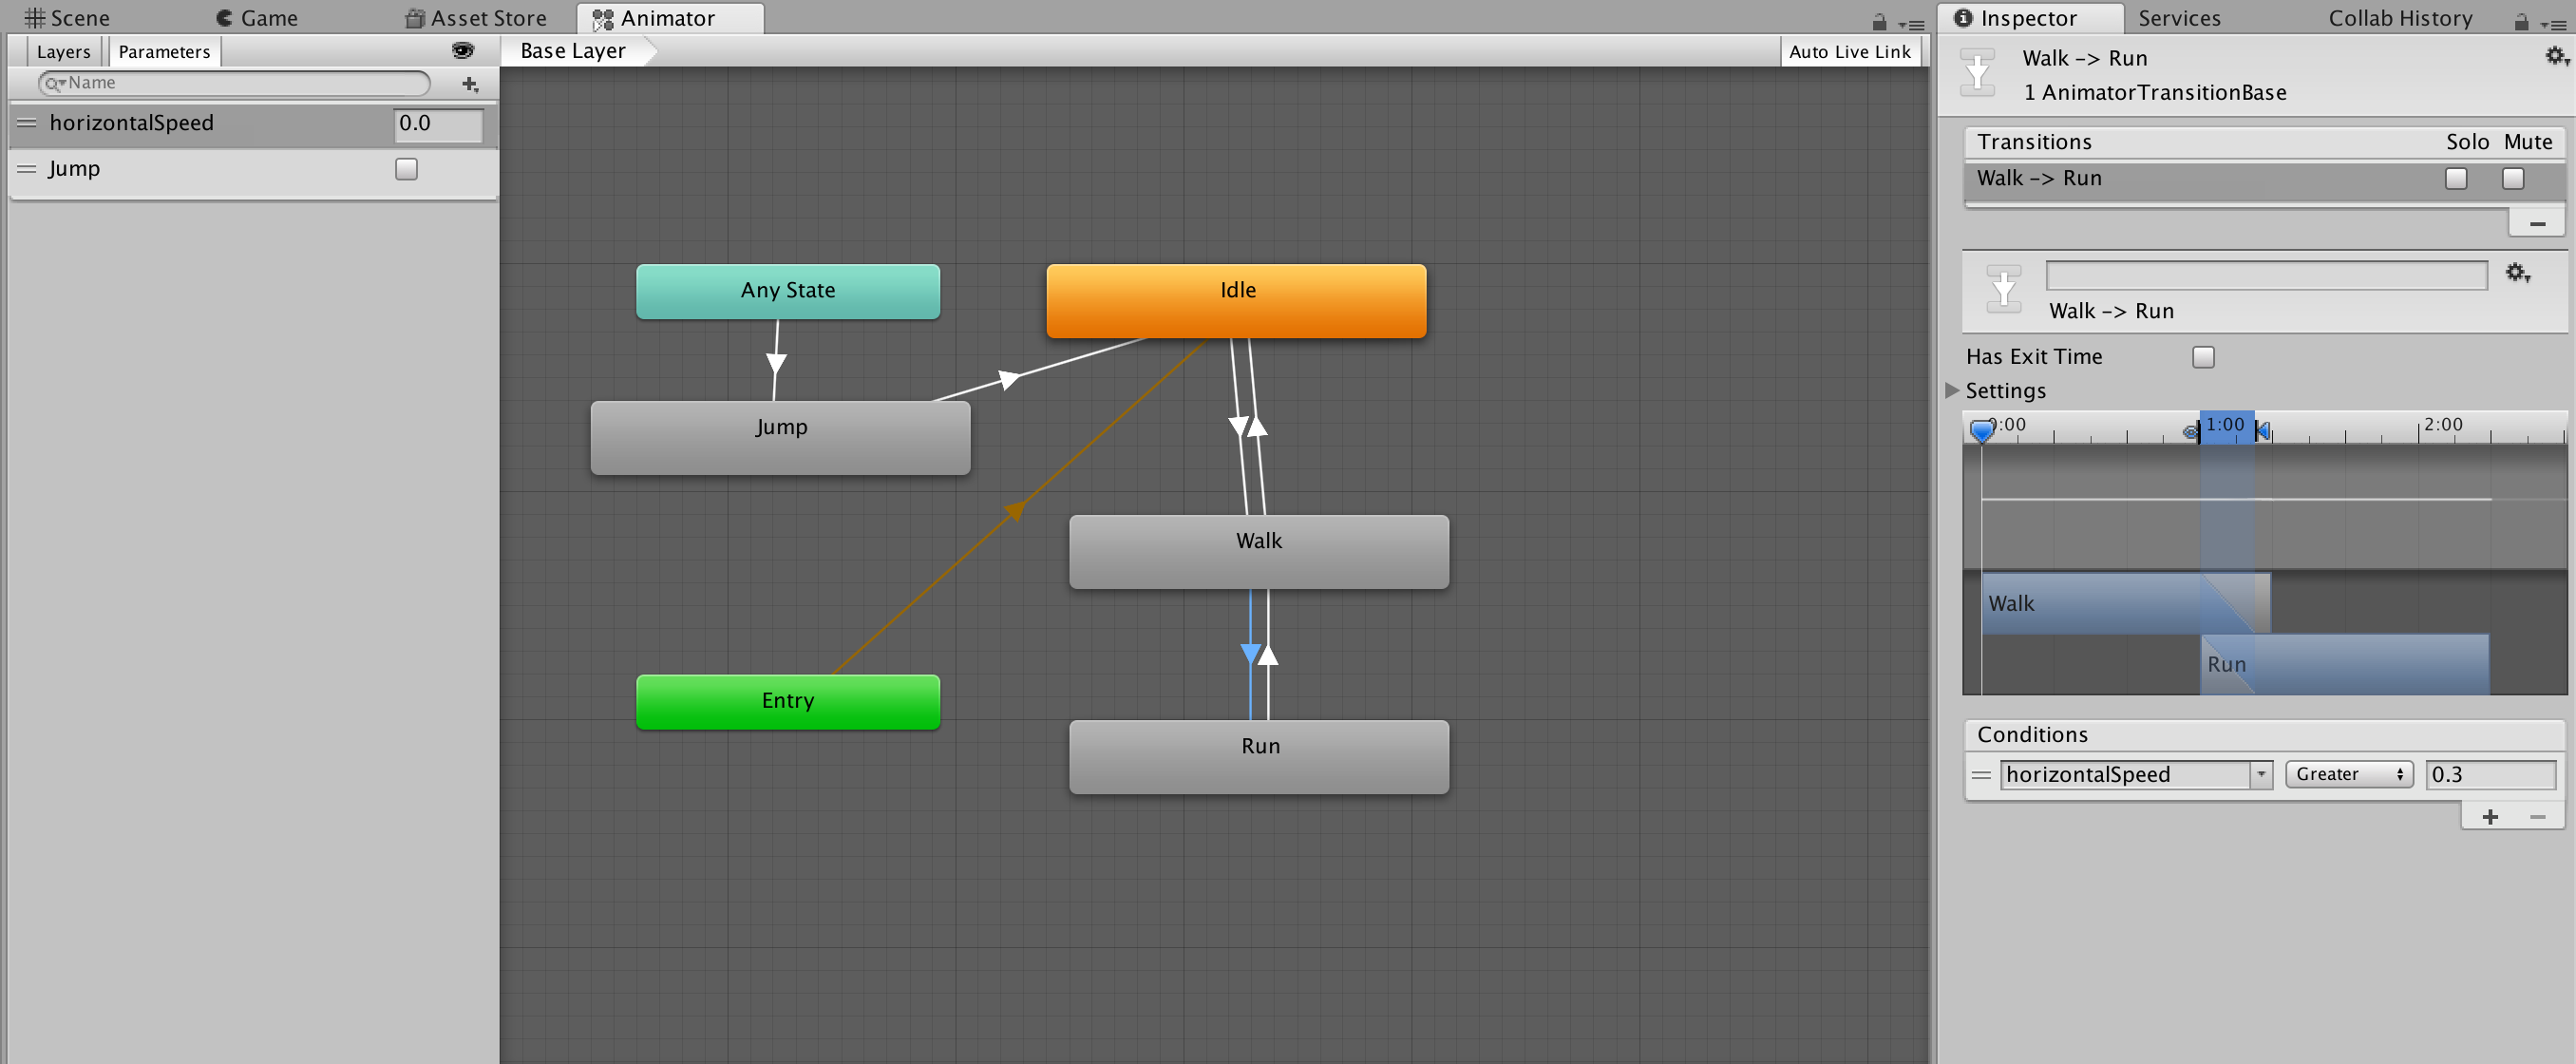 Scene Game Asset Store Animator
Inspector Services Collab History
Layers Parameters
Base Layer
Auto Live Link
Name
horizontalSpeed 0.0
Jump
Any State
Idle
Jump
Walk
Entry
Run
Walk -> Run
1 AnimatorTransitionBase
Transitions Solo Mute
Walk -> Run
Walk -> Run
Has Exit Time
Settings
0:00 1:00 2:00
Walk
Run
Conditions
horizontalSpeed Greater 0.3